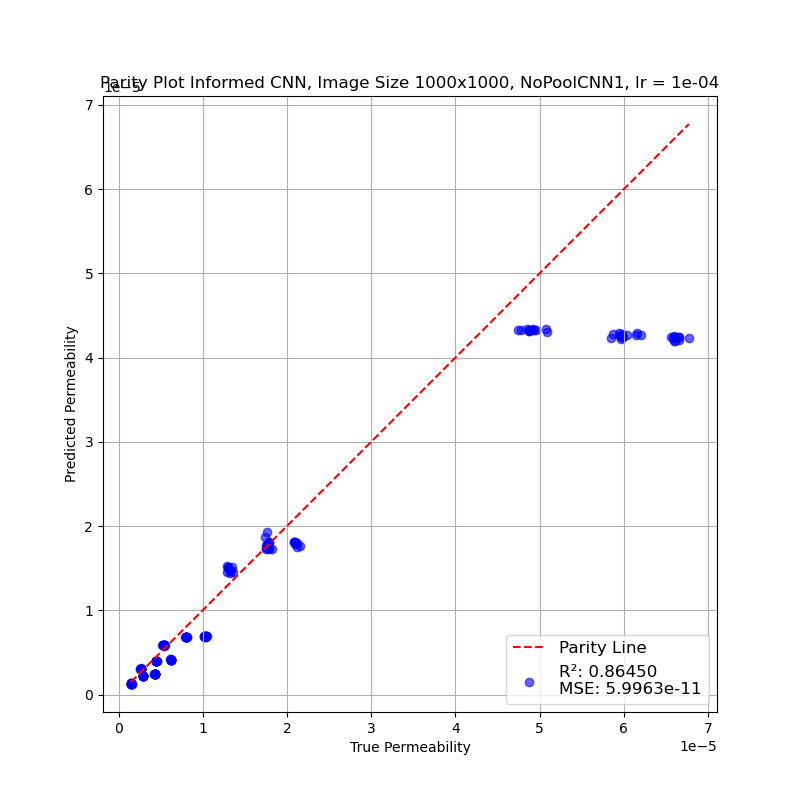 Parity Plot Informed CNN, Image Size 1000x1000, NoPoolCNN1, lr = 1e-04
1e−5
7
6
5
4
3
2
1
0
Predicted Permeability
Parity Line
R²: 0.86450
MSE: 5.9963e-11
0 1 2 3 4 5 6 7
True Permeability
1e−5